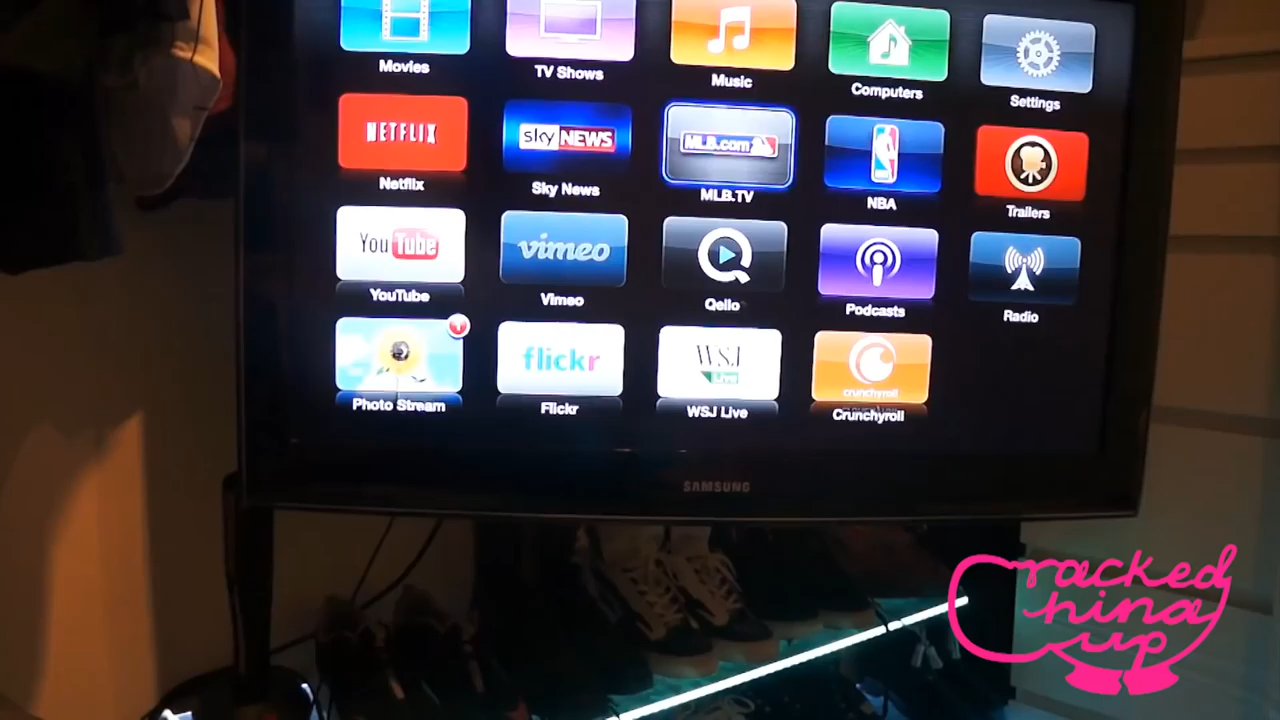 Movies
TV Shows
Music
Computers
Settings
NETFLIX
sky NEWS
MLB.com
Netflix
Sky News
MLB.TV
NBA
Trailers
YouTube
vimeo
YouTube
Vimeo
Qello
Podcasts
Radio
flickr
WSJ
Live
crunchyroll
Photo Stream
Flickr
WSJ Live
Crunchyroll
SAMSUNG
Cracked
China
Cup